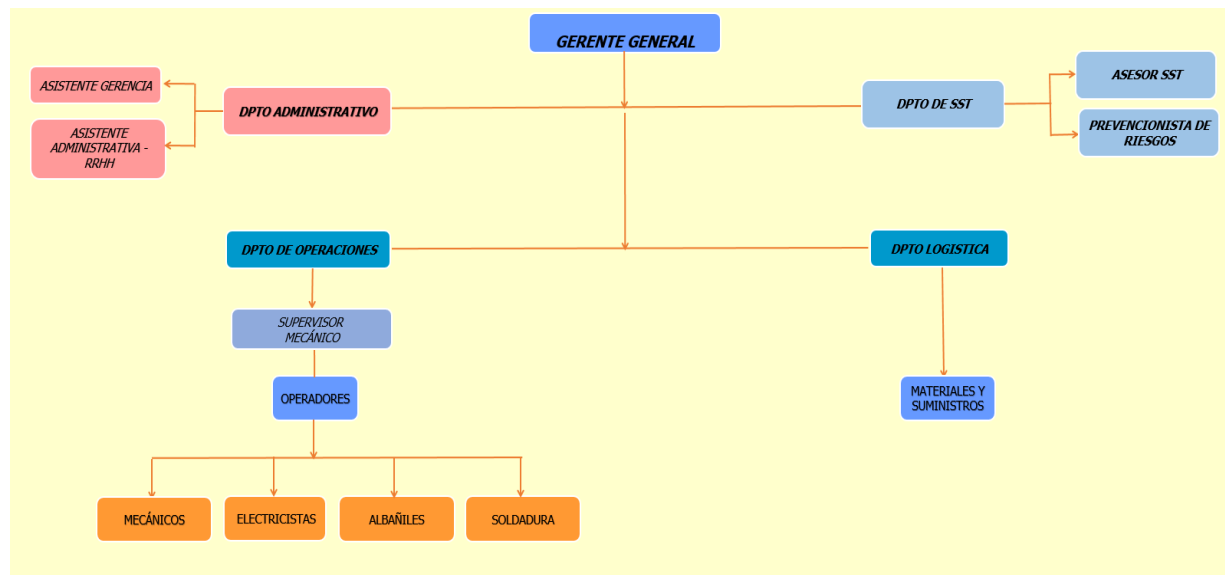 GERENTE GENERAL
ASISTENTE GERENCIA
DPTO ADMINISTRATIVO
ASISTENTE
ADMINISTRATIVA -
RRHH
DPTO DE SST
ASESOR SST
PREVENCIONISTA DE
RIESGOS
DPTO DE OPERACIONES
DPTO LOGISTICA
SUPERVISOR
MECÁNICO
OPERADORES
MATERIALES Y
SUMINISTROS
MECÁNICOS
ELECTRICISTAS
ALBAÑILES
SOLDADURA